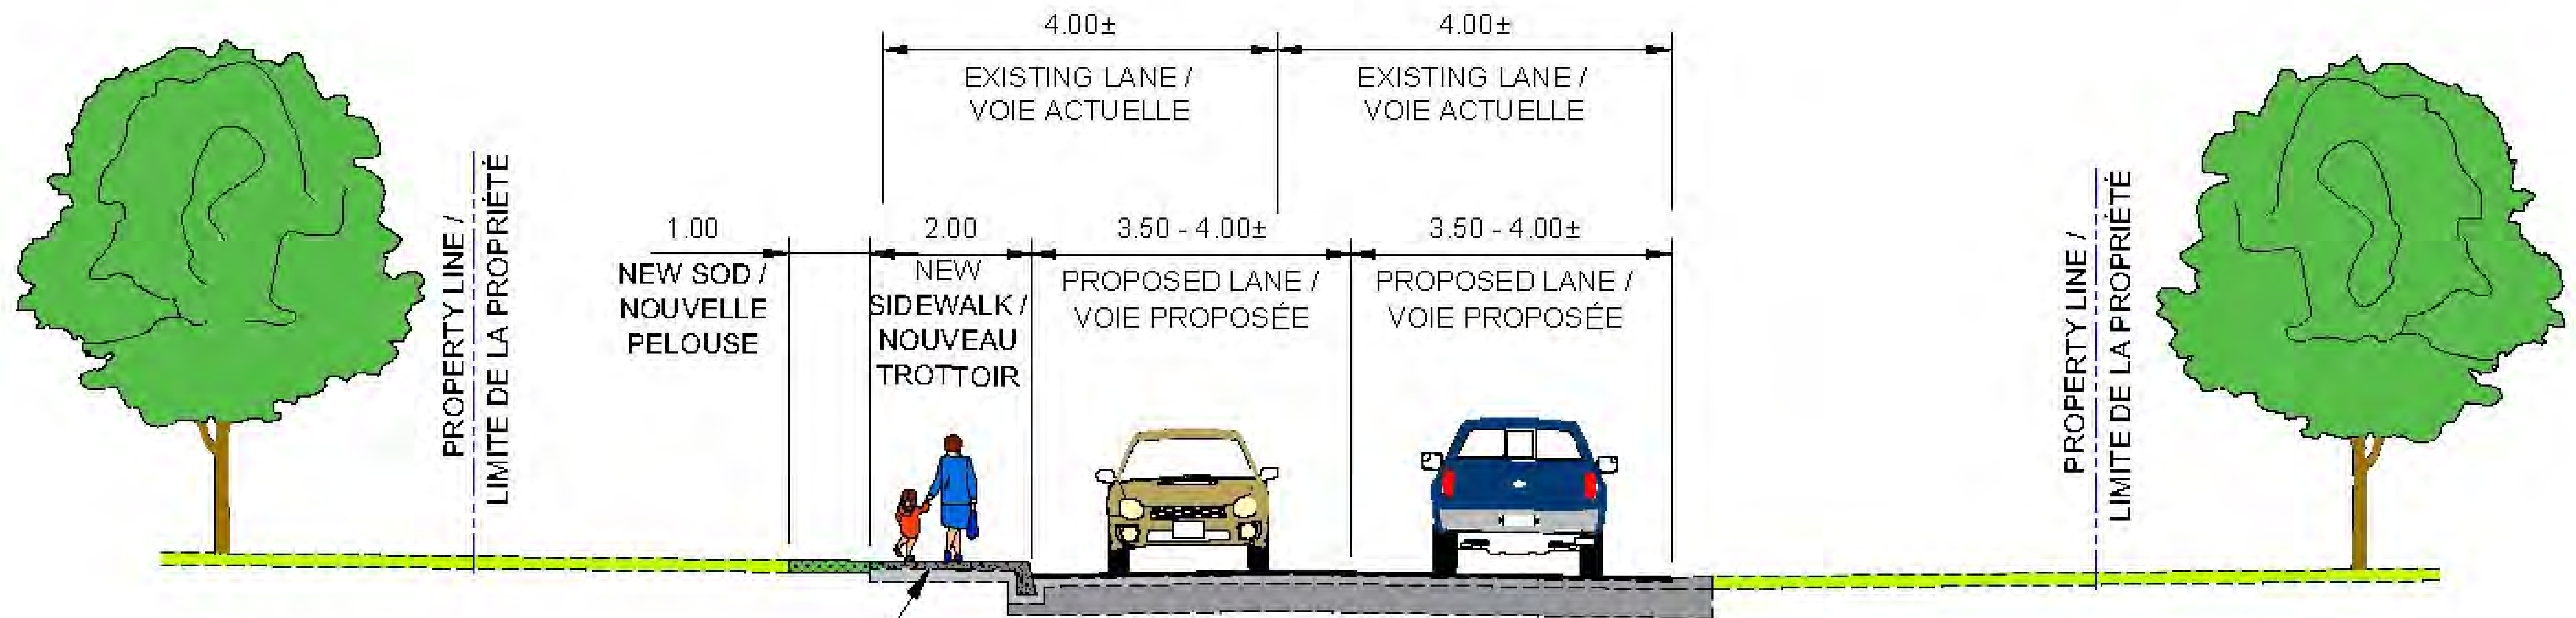 4.00±
EXISTING LANE /
VOIE ACTUELLE
4.00±
EXISTING LANE /
VOIE ACTUELLE
PROPERTY LINE /
LIMITE DE LA PROPRIÉTÉ
1.00
NEW SOD /
NOUVELLE
PELOUSE
2.00
NEW
SIDEWALK /
NOUVEAU
TROTTOIR
3.50 - 4.00±
PROPOSED LANE /
VOIE PROPOSÉE
3.50 - 4.00±
PROPOSED LANE /
VOIE PROPOSÉE
PROPERTY LINE /
LIMITE DE LA PROPRIÉTÉ